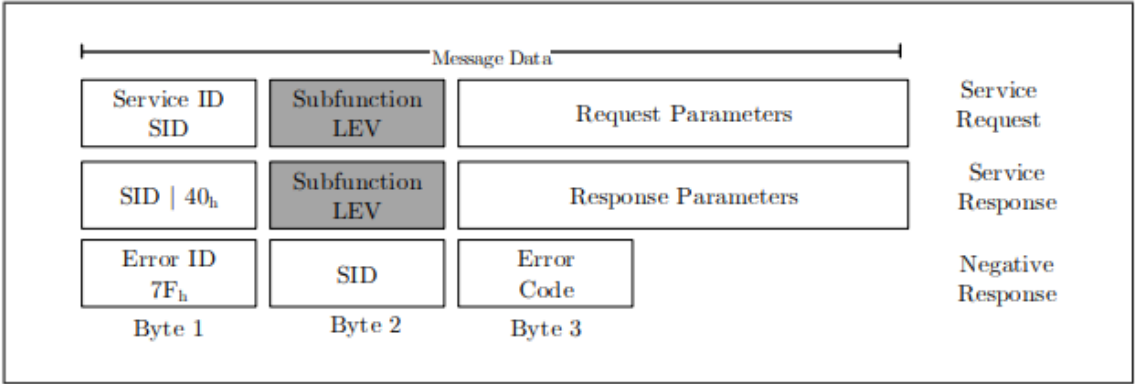 Message Data
Service ID
SID
Subfunction
LEV
Request Parameters
Service
Request
SID | 40h
Subfunction
LEV
Response Parameters
Service
Response
Error ID
7Fh
SID
Error
Code
Negative
Response
Byte 1
Byte 2
Byte 3